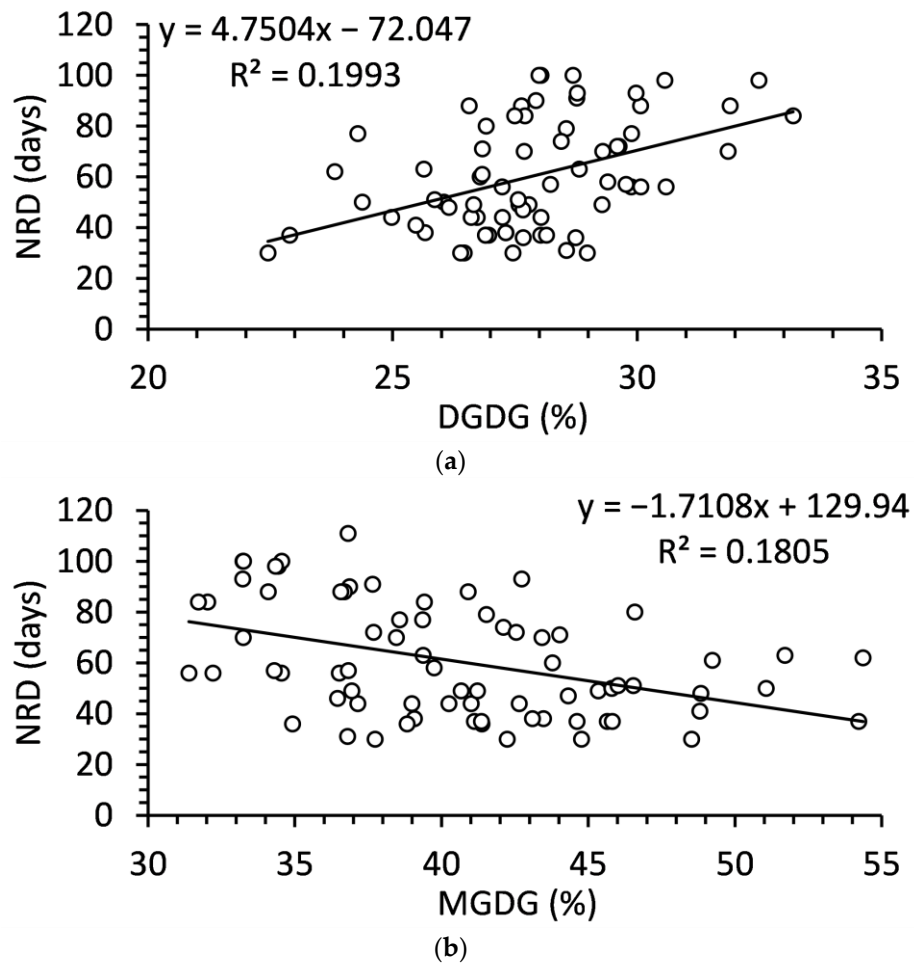 y = 4.7504x − 72.047
R² = 0.1993
NRD (days)
120
100
80
60
40
20
0
20 25 30 35
DGDG (%)
(a)
y = −1.7108x + 129.94
R² = 0.1805
NRD (days)
120
100
80
60
40
20
0
30 35 40 45 50 55
MGDG (%)
(b)